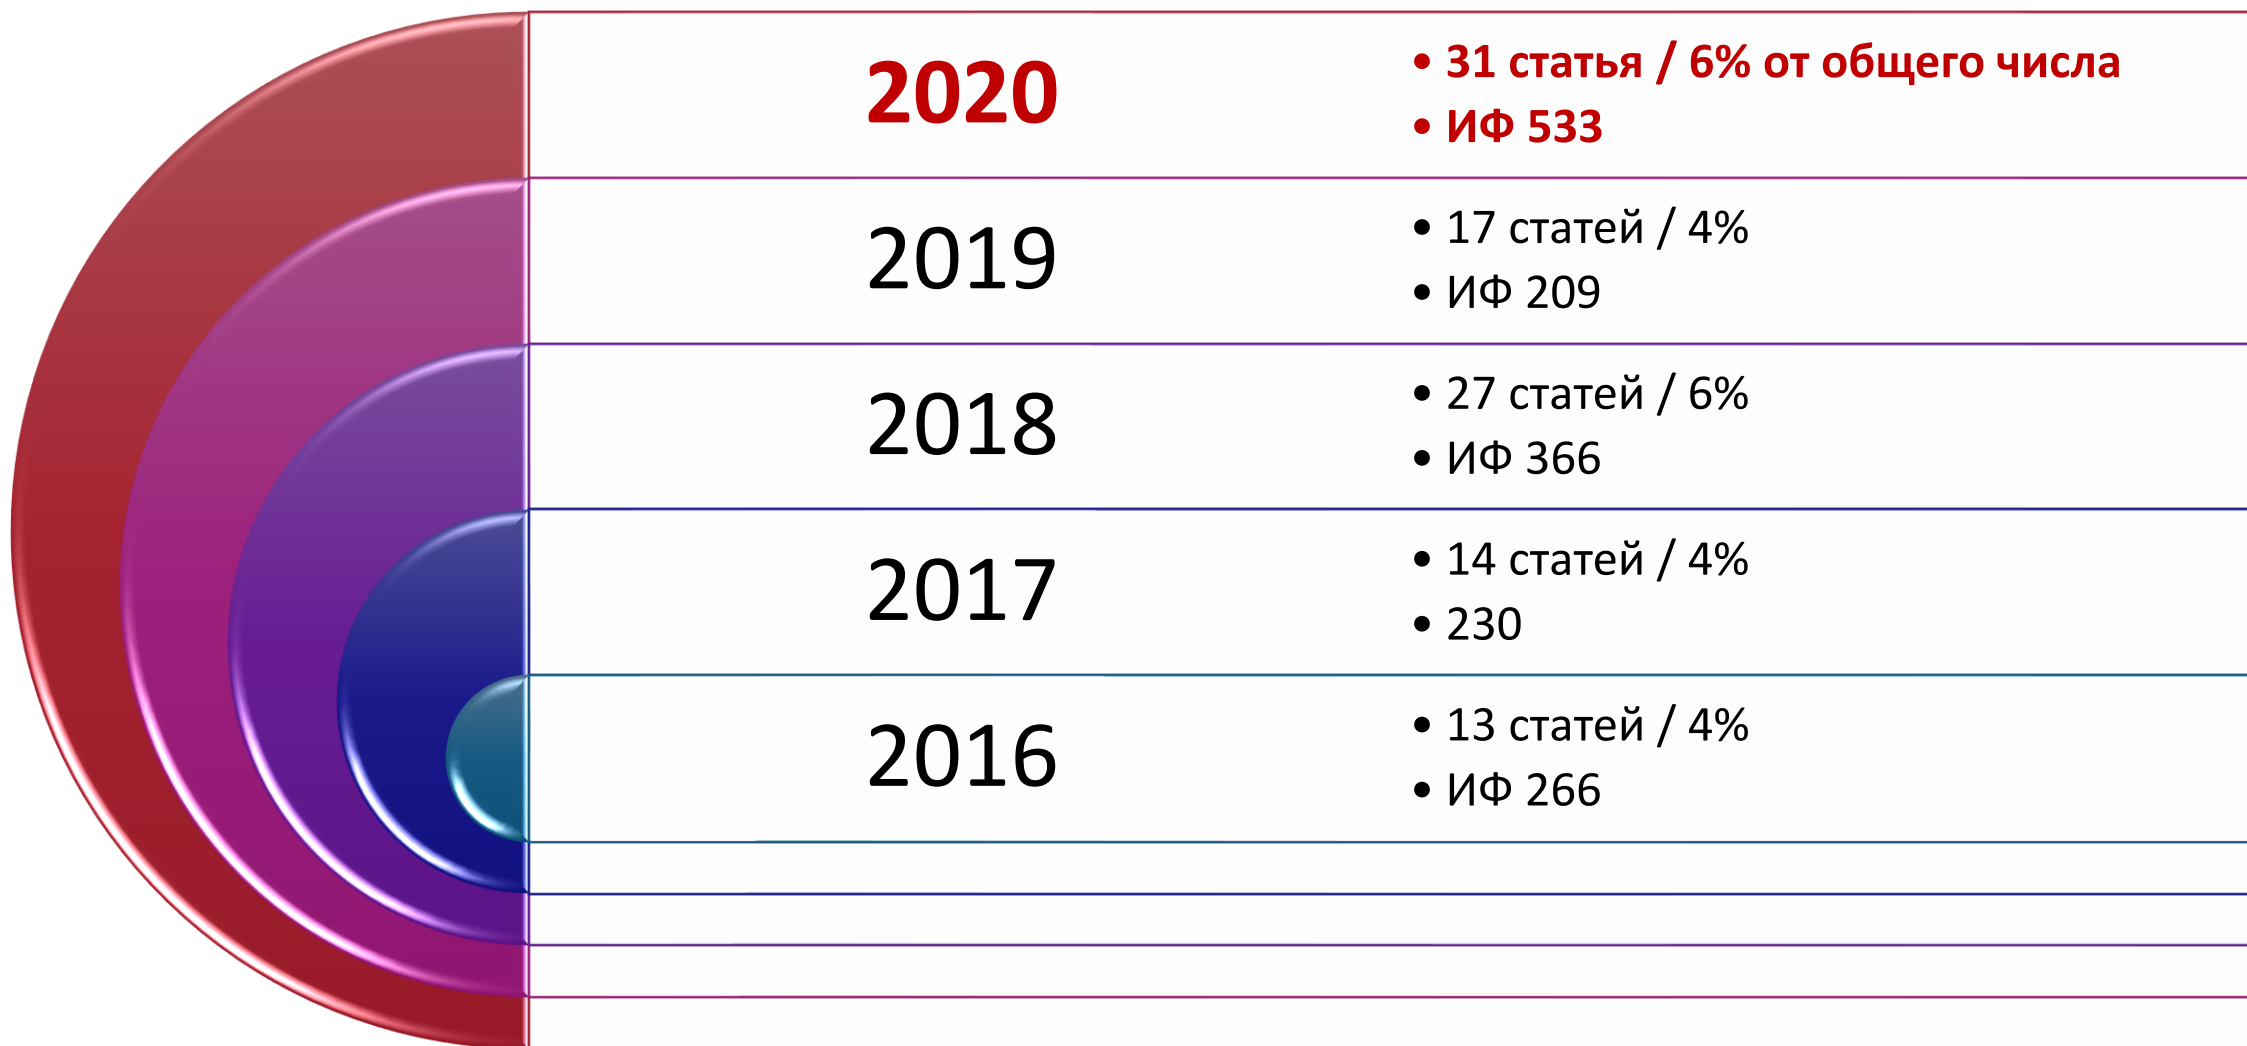 2020
• 31 статья / 6% от общего числа
• ИФ 533
2019
• 17 статей / 4%
• ИФ 209
2018
• 27 статей / 6%
• ИФ 366
2017
• 14 статей / 4%
• 230
2016
• 13 статей / 4%
• ИФ 266